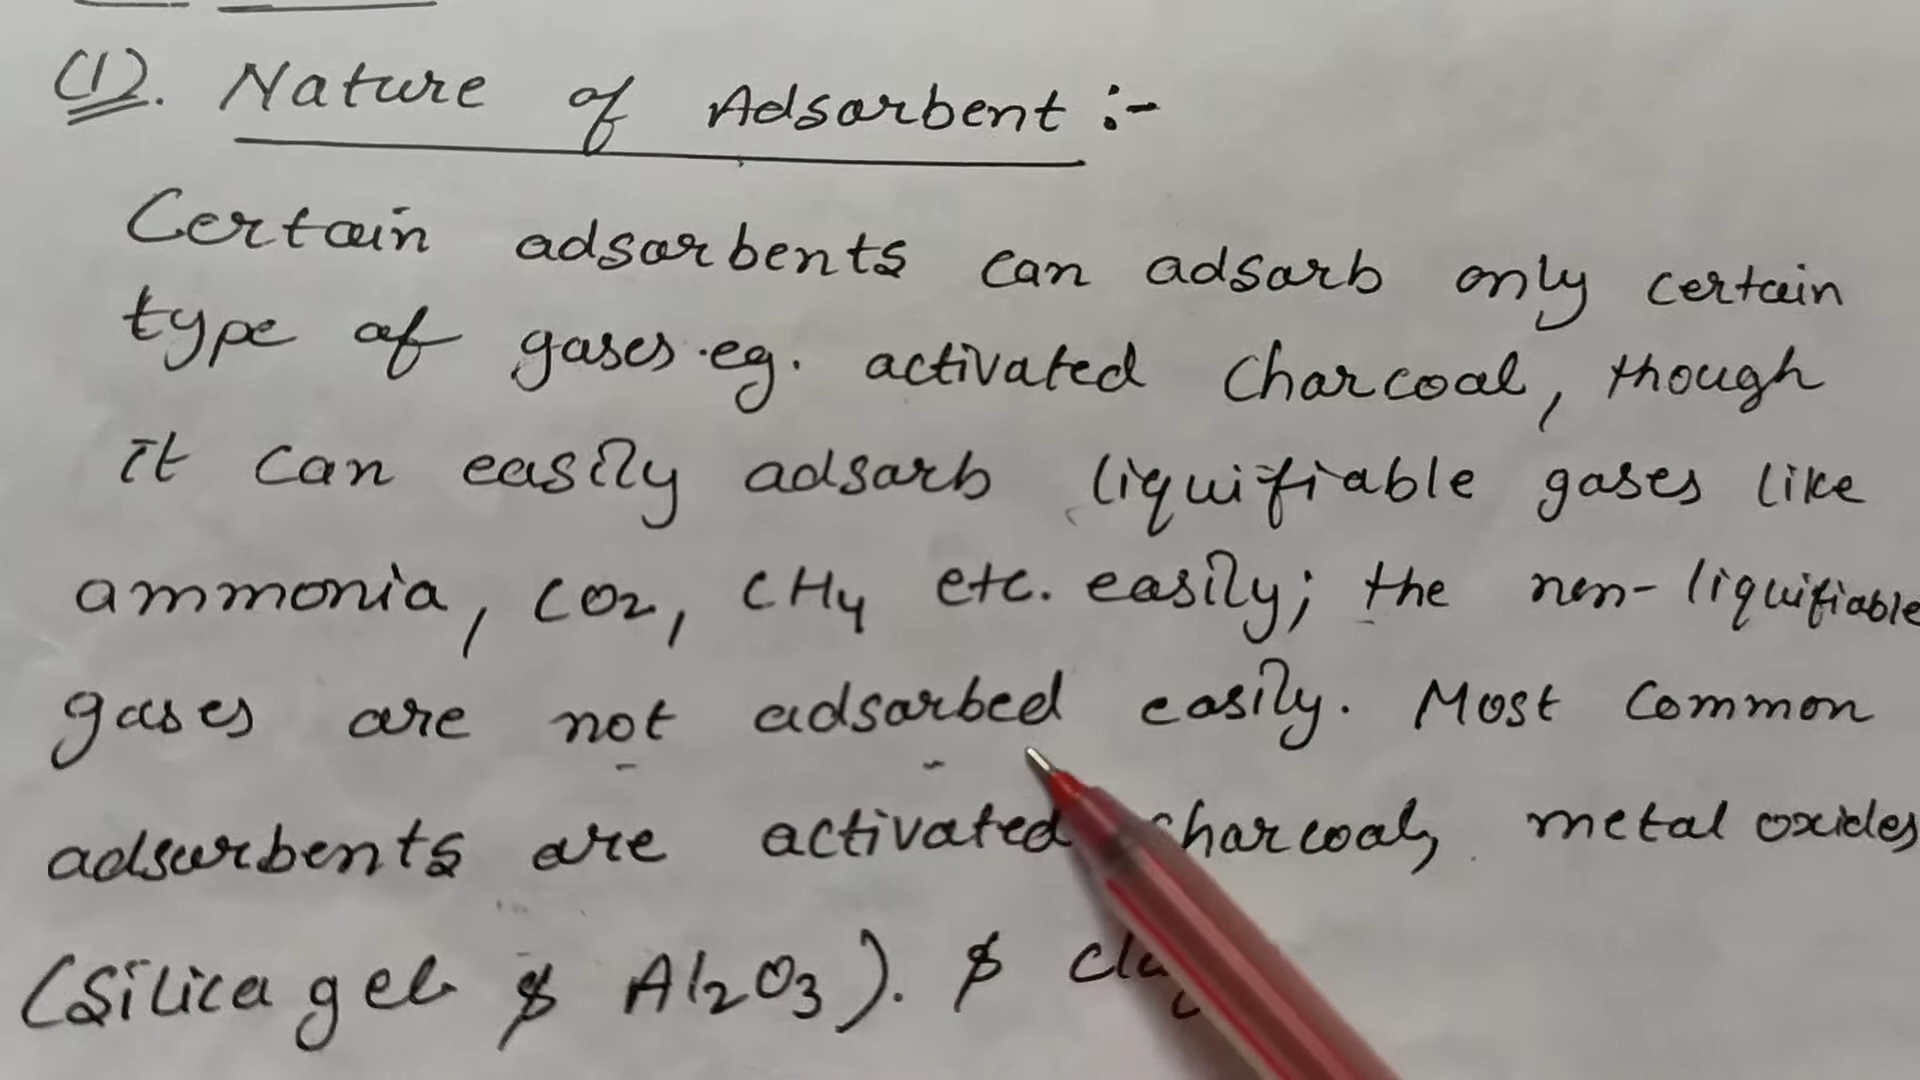 (1). Nature of Adsorbent :-
Certain adsorbents can adsorb only certain
type of gases. eg. activated charcoal, though
it can easily adsorb liquifiable gases like
ammonia, CO2, CH4 etc. easily; the non-liquifiable
gases are not adsorbed easily. Most common
adsorbents are activated charcoal, metal oxides
(Silica gel & Al2O3). &